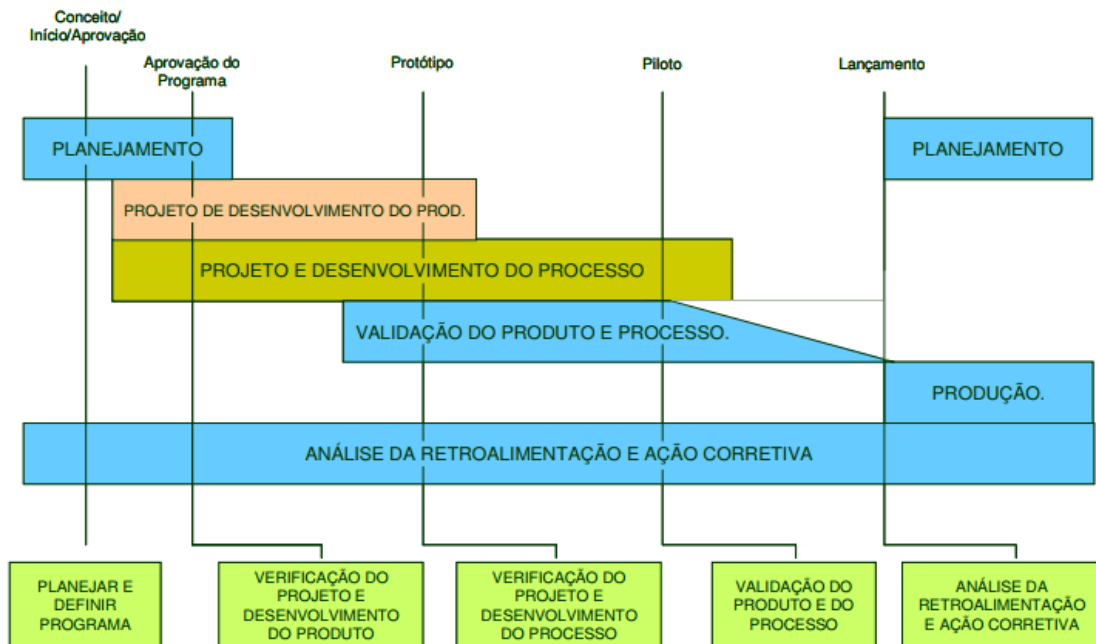 Conceito/
Início/Aprovação
Aprovação do
Programa
Protótipo
Piloto
Lançamento
PLANEJAMENTO
PLANEJAMENTO
PROJETO DE DESENVOLVIMENTO DO PROD.
PROJETO E DESENVOLVIMENTO DO PROCESSO
VALIDAÇÃO DO PRODUTO E PROCESSO.
PRODUÇÃO.
ANÁLISE DA RETROALIMENTAÇÃO E AÇÃO CORRETIVA
PLANEJAR E
DEFINIR
PROGRAMA
VERIFICAÇÃO DO
PROJETO E
DESENVOLVIMENTO
DO PRODUTO
VERIFICAÇÃO DO
PROJETO E
DESENVOLVIMENTO
DO PROCESSO
VALIDAÇÃO DO
PRODUTO E DO
PROCESSO
ANÁLISE DA
RETROALIMENTAÇÃO
E AÇÃO CORRETIVA